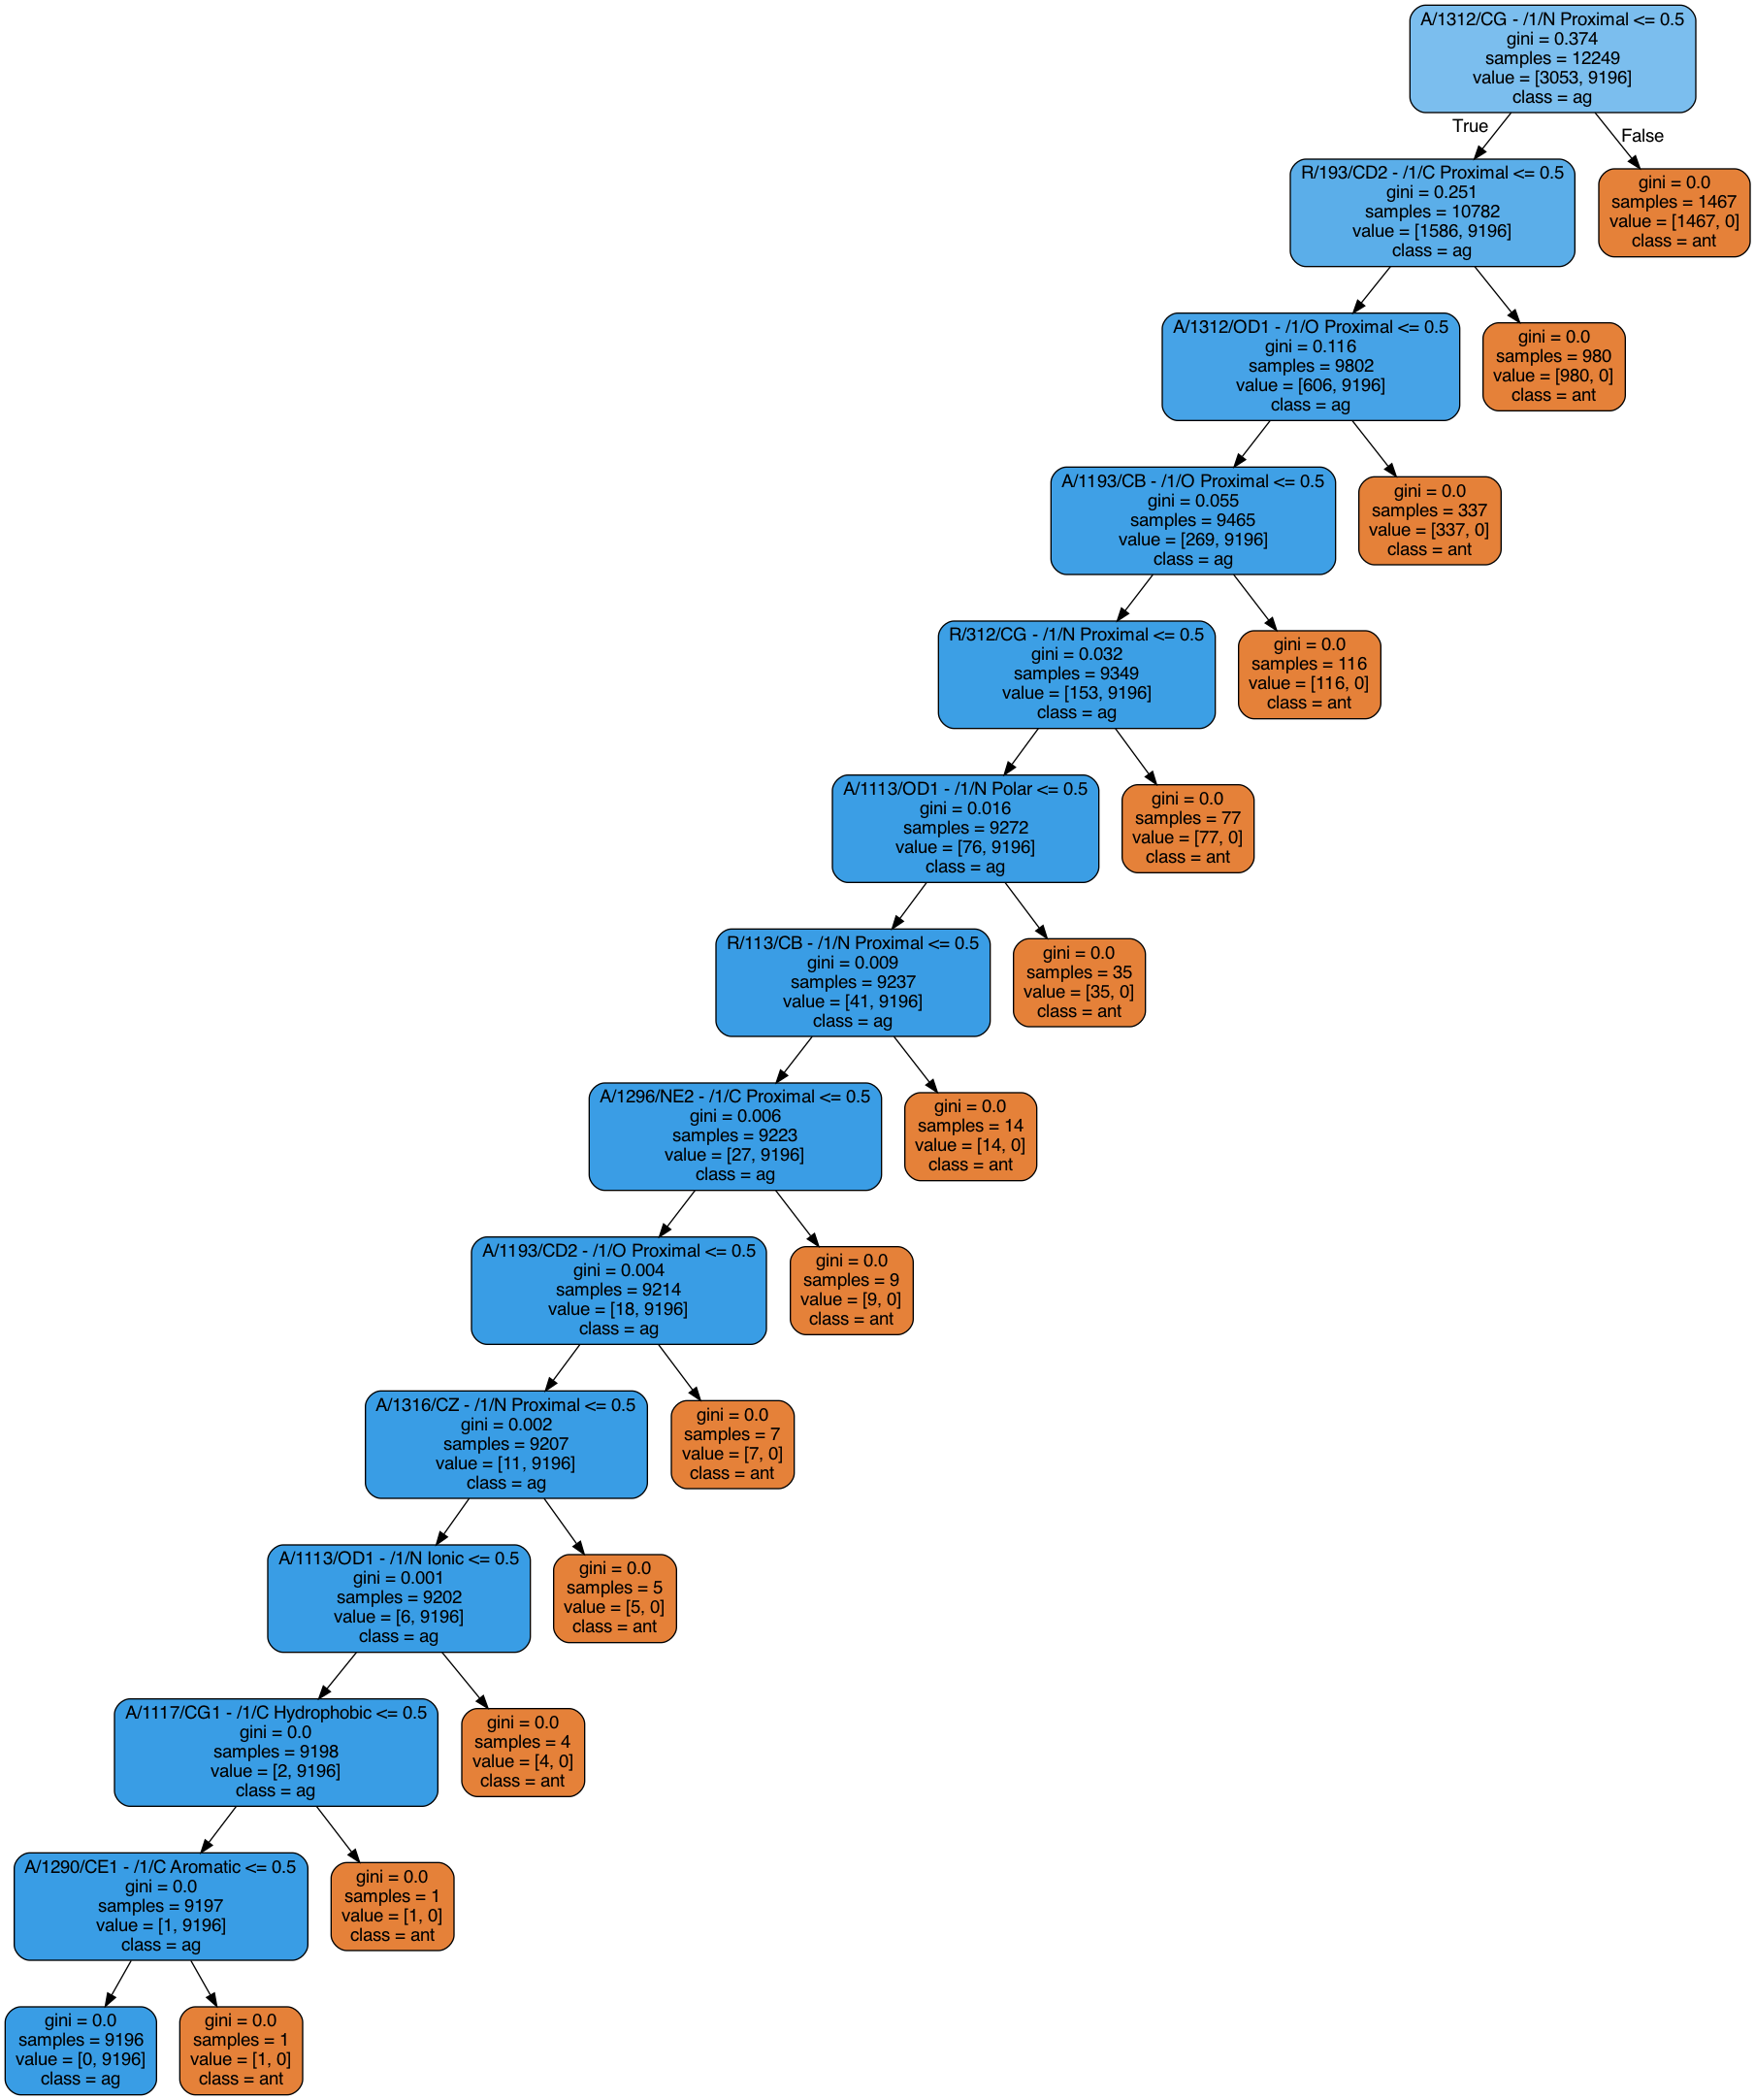 A/1312/CG - /1/N Proximal <= 0.5
gini = 0.374
samples = 12249
value = [3053, 9196]
class = ag
True
False
R/193/CD2 - /1/C Proximal <= 0.5
gini = 0.251
samples = 10782
value = [1586, 9196]
class = ag
gini = 0.0
samples = 1467
value = [1467, 0]
class = ant
A/1312/OD1 - /1/O Proximal <= 0.5
gini = 0.116
samples = 9802
value = [606, 9196]
class = ag
gini = 0.0
samples = 980
value = [980, 0]
class = ant
A/1193/CB - /1/O Proximal <= 0.5
gini = 0.055
samples = 9465
value = [269, 9196]
class = ag
gini = 0.0
samples = 337
value = [337, 0]
class = ant
R/312/CG - /1/N Proximal <= 0.5
gini = 0.032
samples = 9349
value = [153, 9196]
class = ag
gini = 0.0
samples = 116
value = [116, 0]
class = ant
A/1113/OD1 - /1/N Polar <= 0.5
gini = 0.016
samples = 9272
value = [76, 9196]
class = ag
gini = 0.0
samples = 77
value = [77, 0]
class = ant
R/113/CB - /1/N Proximal <= 0.5
gini = 0.009
samples = 9237
value = [41, 9196]
class = ag
gini = 0.0
samples = 35
value = [35, 0]
class = ant
A/1296/NE2 - /1/C Proximal <= 0.5
gini = 0.006
samples = 9223
value = [27, 9196]
class = ag
gini = 0.0
samples = 14
value = [14, 0]
class = ant
A/1193/CD2 - /1/O Proximal <= 0.5
gini = 0.004
samples = 9214
value = [18, 9196]
class = ag
gini = 0.0
samples = 9
value = [9, 0]
class = ant
A/1316/CZ - /1/N Proximal <= 0.5
gini = 0.002
samples = 9207
value = [11, 9196]
class = ag
gini = 0.0
samples = 7
value = [7, 0]
class = ant
A/1113/OD1 - /1/N Ionic <= 0.5
gini = 0.001
samples = 9202
value = [6, 9196]
class = ag
gini = 0.0
samples = 5
value = [5, 0]
class = ant
A/1117/CG1 - /1/C Hydrophobic <= 0.5
gini = 0.0
samples = 9198
value = [2, 9196]
class = ag
gini = 0.0
samples = 4
value = [4, 0]
class = ant
A/1290/CE1 - /1/C Aromatic <= 0.5
gini = 0.0
samples = 9197
value = [1, 9196]
class = ag
gini = 0.0
samples = 1
value = [1, 0]
class = ant
gini = 0.0
samples = 9196
value = [0, 9196]
class = ag
gini = 0.0
samples = 1
value = [1, 0]
class = ant